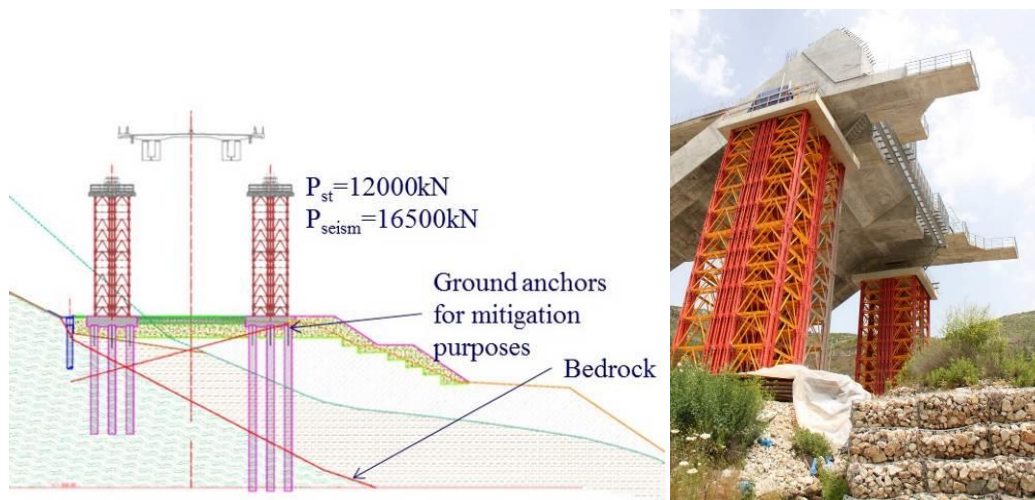 P_st=12000kN
P_seism=16500kN
Ground anchors
for mitigation
purposes
Bedrock